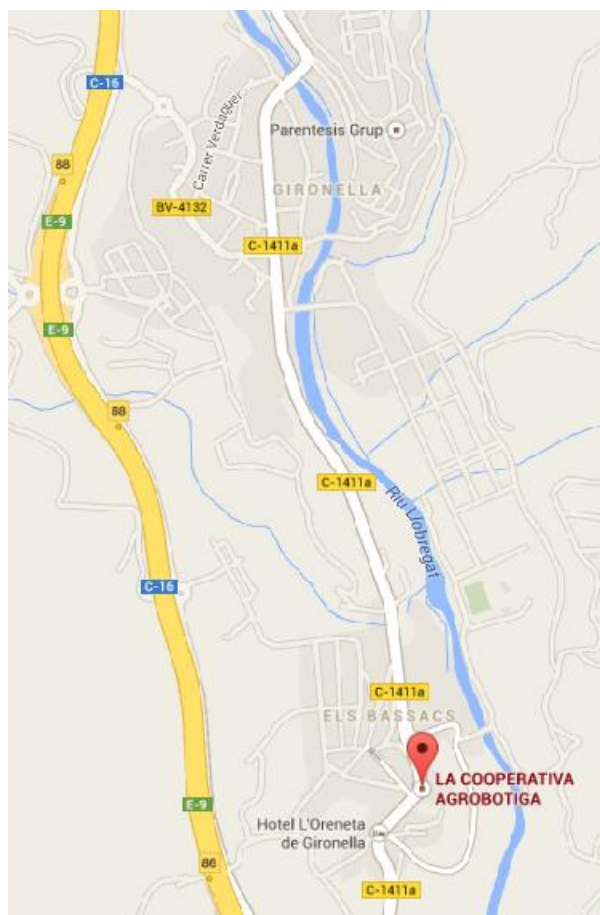 C-16
Carrer Verdaguer
Parentesis Grup
88
GIRONELLA
BV-4132
E-9
C-1411a
E-9
88
C-1411a
Riu Llobregat
C-16
C-1411a
ELS BASSACS
LA COOPERATIVA
AGROBOTIGA
E-9
Hotel L'Oreneta
de Gironella
86
C-1411a